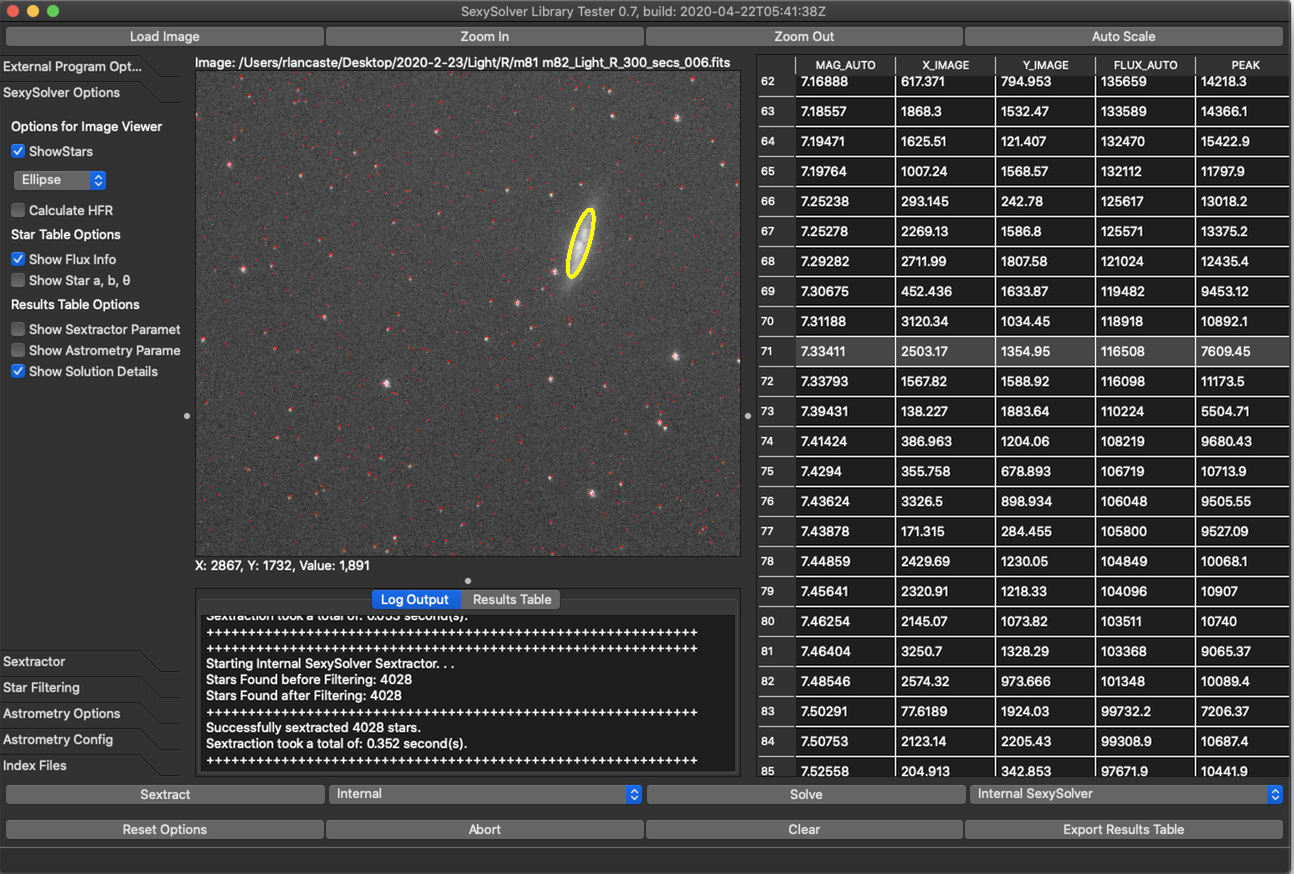 SexySolver Library Tester 0.7, build: 2020-04-22T05:41:38Z
Load Image Zoom In Zoom Out Auto Scale
External Program Opt...
SexySolver Options
Options for Image Viewer
ShowStars
Ellipse
Calculate HFR
Star Table Options
Show Flux Info
Show Star a, b, θ
Results Table Options
Show Sextractor Paramet
Show Astrometry Parame
Show Solution Details
Sextractor
Star Filtering
Astrometry Options
Astrometry Config
Index Files
Image: /Users/rlancaste/Desktop/2020-2-23/Light/R/m81 m82_Light_R_300_secs_006.fits
X: 2867, Y: 1732, Value: 1,891
Log Output Results Table
Sextraction took a total of: 0.053 second(s).
++++++++++++++++++++++++++++++++++++++++++++++++++++++++++
++++++++++++++++++++++++++++++++++++++++++++++++++++++++++
Starting Internal SexySolver Sextractor. . .
Stars Found before Filtering: 4028
Stars Found after Filtering: 4028
++++++++++++++++++++++++++++++++++++++++++++++++++++++++++
Successfully sextracted 4028 stars.
Sextraction took a total of: 0.352 second(s).
++++++++++++++++++++++++++++++++++++++++++++++++++++++++++
MAG_AUTO X_IMAGE Y_IMAGE FLUX_AUTO PEAK
62 7.16888 617.371 794.953 135659 14218.3
63 7.18557 1868.3 1532.47 133589 14366.1
64 7.19471 1625.51 121.407 132470 15422.9
65 7.19764 1007.24 1568.57 132112 11797.9
66 7.25238 293.145 242.78 125617 13018.2
67 7.25278 2269.13 1586.8 125571 13375.2
68 7.29282 2711.99 1807.58 121024 12435.4
69 7.30675 452.436 1633.87 119482 9453.12
70 7.31188 3120.34 1034.45 118918 10892.1
71 7.33411 2503.17 1354.95 116508 7609.45
72 7.33793 1567.82 1588.92 116098 11173.5
73 7.39431 138.227 1883.64 110224 5504.71
74 7.41424 386.963 1204.06 108219 9680.43
75 7.4294 355.758 678.893 106719 10713.9
76 7.43624 3326.5 898.934 106048 9505.55
77 7.43878 171.315 284.455 105800 9527.09
78 7.44859 2429.69 1230.05 104849 10068.1
79 7.45641 2320.91 1218.33 104096 10907
80 7.46254 2145.07 1073.82 103511 10740
81 7.46404 3250.7 1328.29 103368 9065.37
82 7.48546 2574.32 973.666 101348 10089.4
83 7.50291 77.6189 1924.03 99732.2 7206.37
84 7.50753 2123.14 2205.43 99308.9 10687.4
85 7.52558 204.913 342.853 97671.9 10441.9
Sextract Internal Solve Internal SexySolver
Reset Options Abort Clear Export Results Table